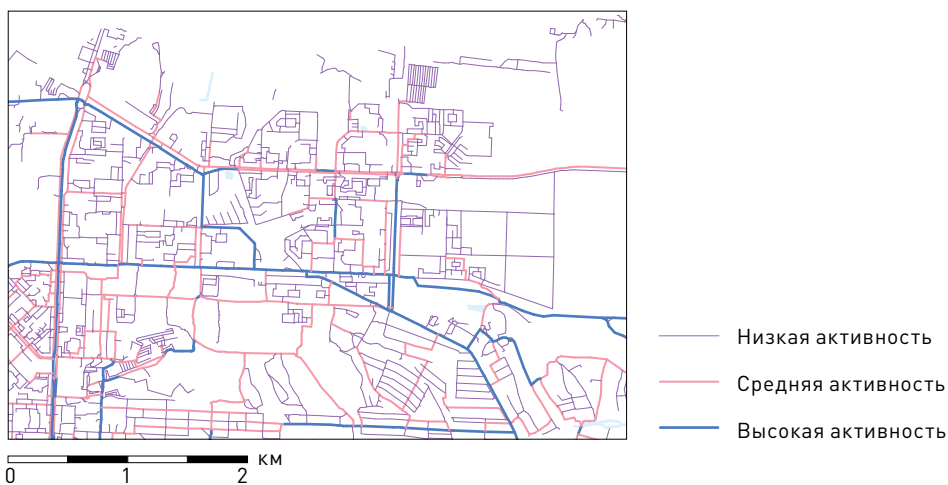 Низкая активность
Средняя активность
Высокая активность
км
0 1 2